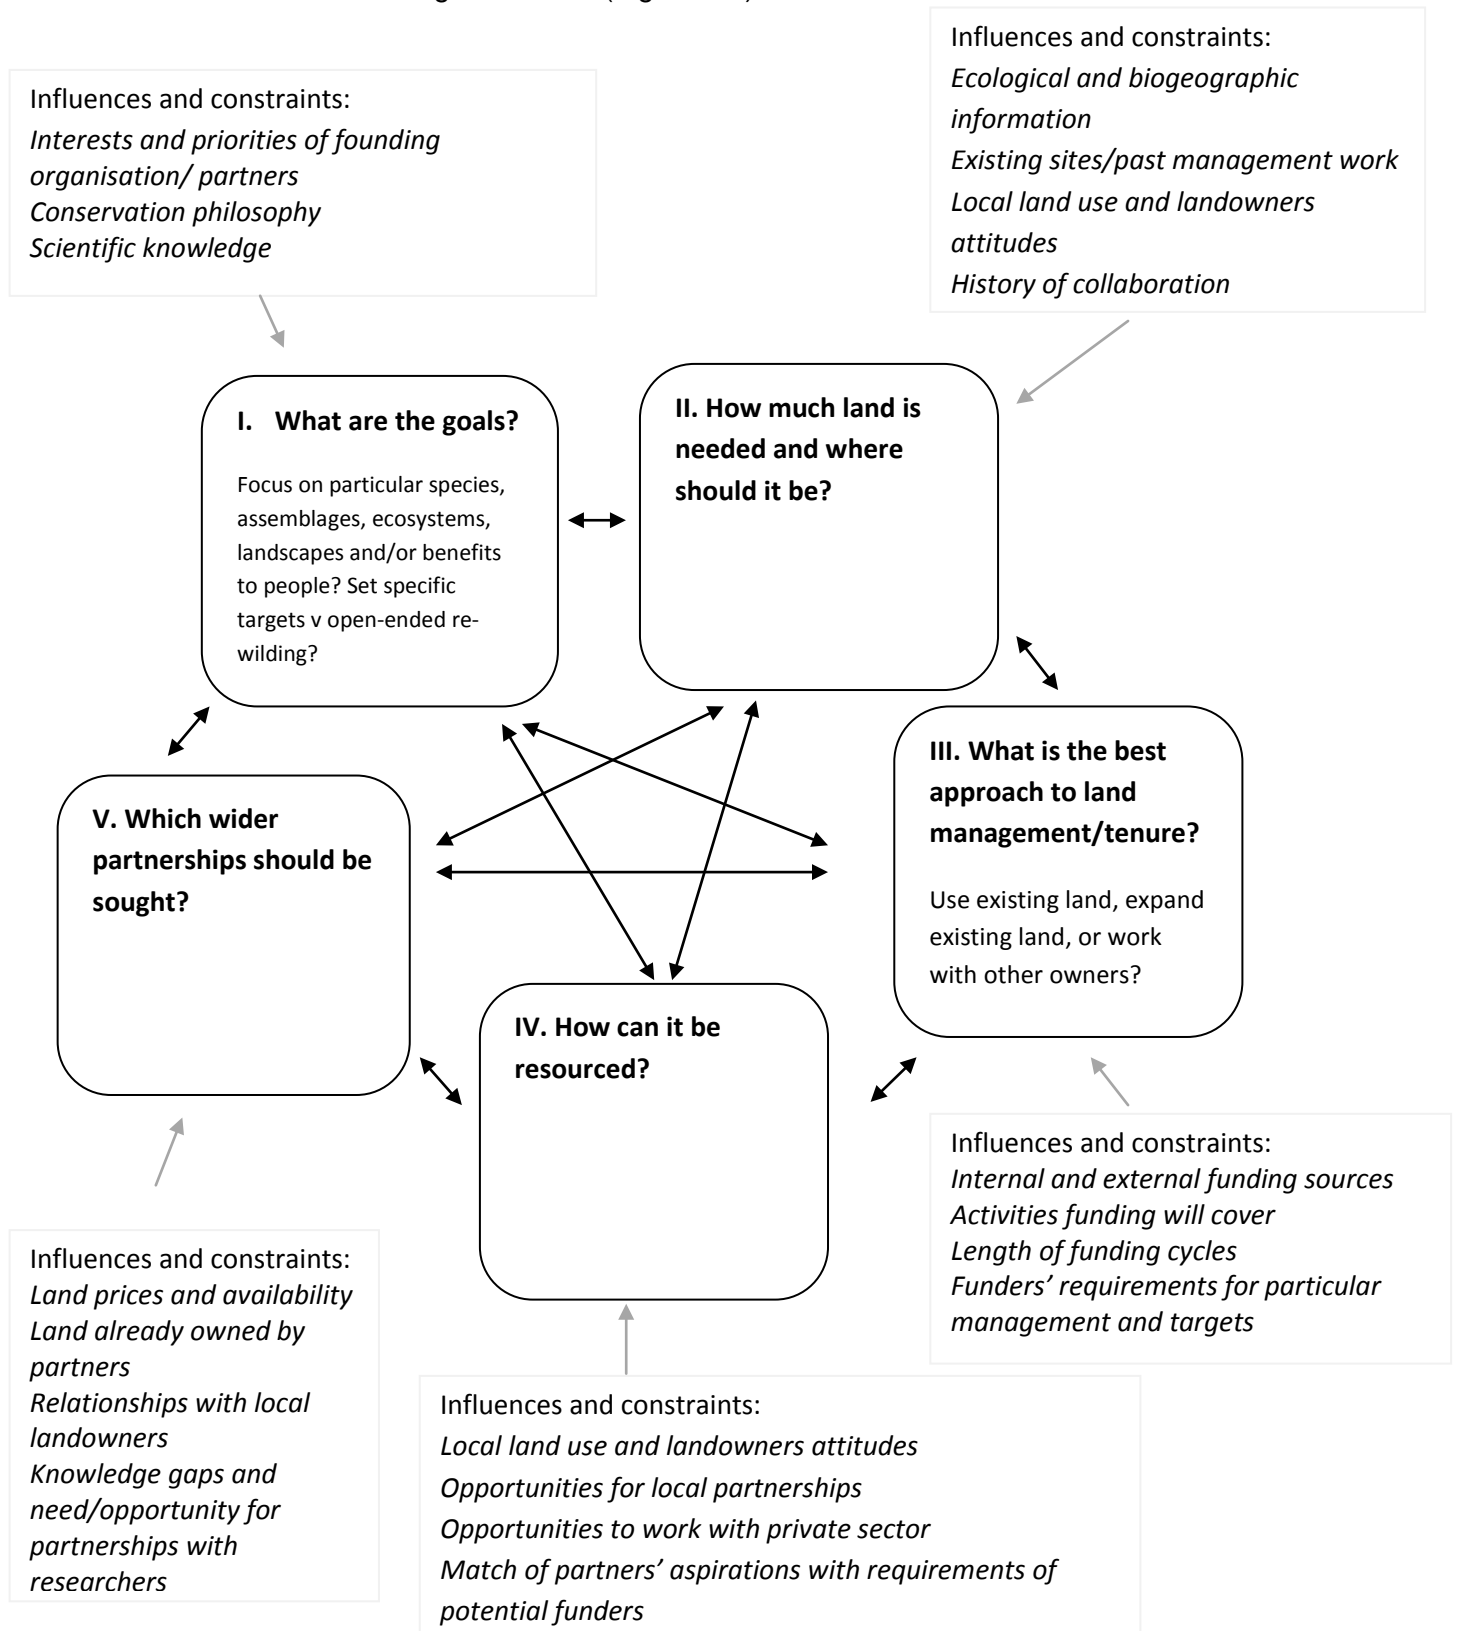 Influences and constraints:
Interests and priorities of founding
organisation/ partners
Conservation philosophy
Scientific knowledge
Influences and constraints:
Ecological and biogeographic
information
Existing sites/past management work
Local land use and landowners
attitudes
History of collaboration
I. What are the goals?
Focus on particular species,
assemblages, ecosystems,
landscapes and/or benefits
to people? Set specific
targets v open-ended re-
wilding?
II. How much land is
needed and where
should it be?
III. What is the best
approach to land
management/tenure?
Use existing land, expand
existing land, or work
with other owners?
V. Which wider
partnerships should be
sought?
IV. How can it be
resourced?
Influences and constraints:
Internal and external funding sources
Activities funding will cover
Length of funding cycles
Funders’ requirements for particular
management and targets
Influences and constraints:
Land prices and availability
Land already owned by
partners
Relationships with local
landowners
Knowledge gaps and
need/opportunity for
partnerships with
researchers
Influences and constraints:
Local land use and landowners attitudes
Opportunities for local partnerships
Opportunities to work with private sector
Match of partners’ aspirations with requirements of
potential funders